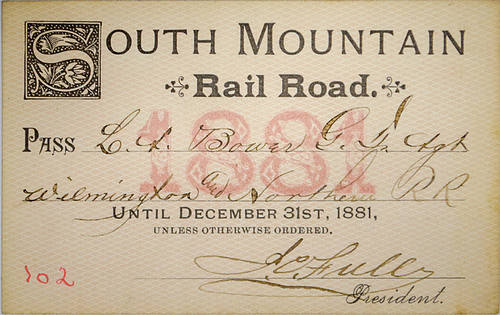 SOUTH MOUNTAIN
Rail Road.
1881
PASS L. A. Bower G. F. Agt
Wilmington and Northern RR
UNTIL DECEMBER 31ST, 1881,
UNLESS OTHERWISE ORDERED.
Fuller
102 President.